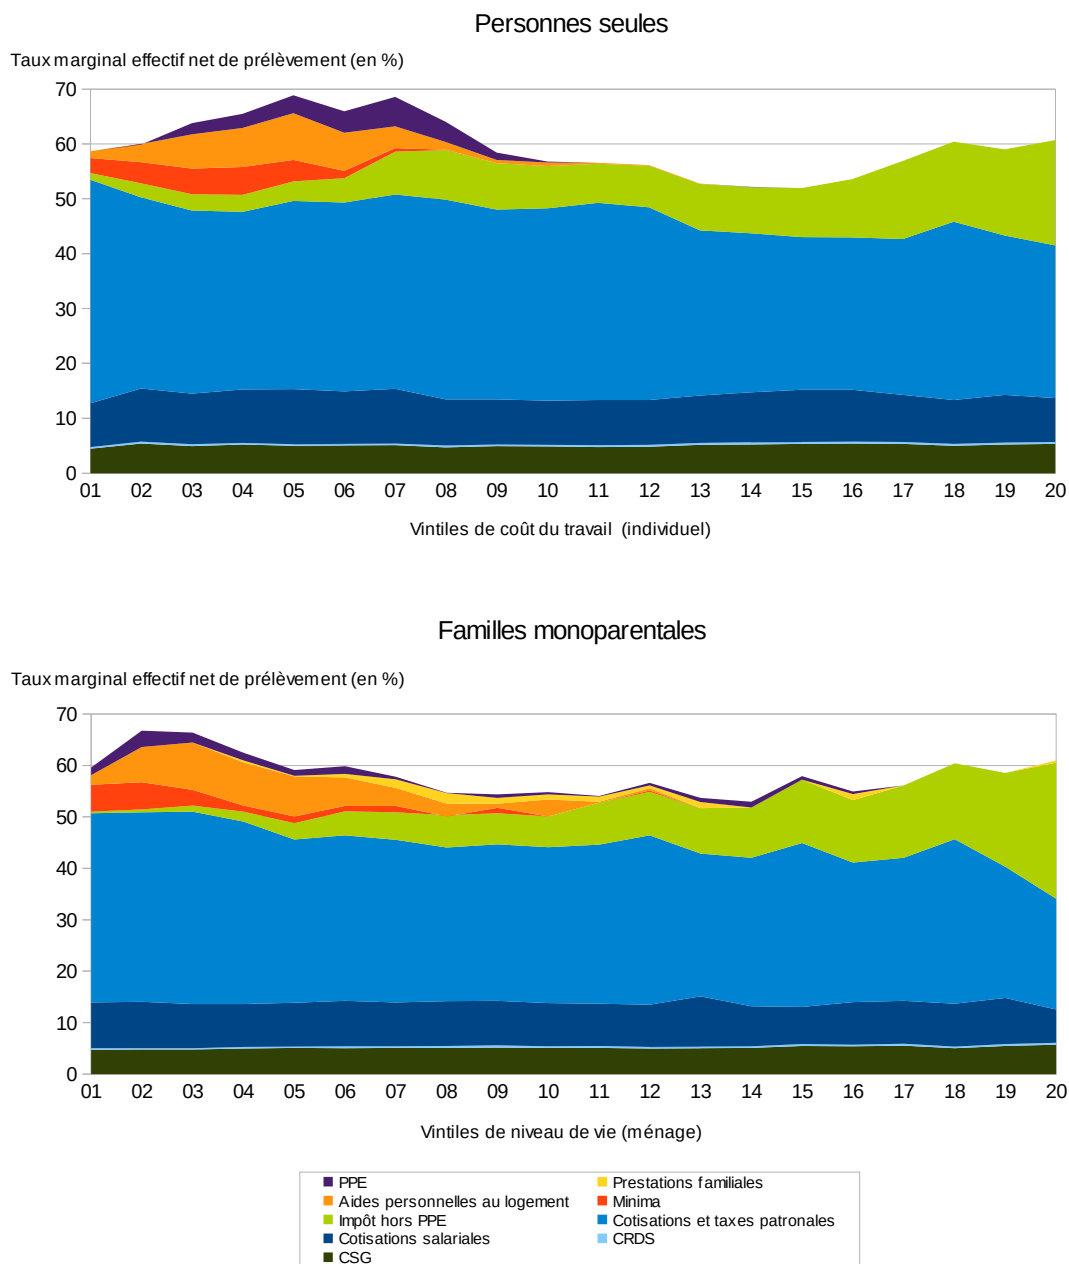 Personnes seules
Taux marginal effectif net de prélèvement (en %)
70
60
50
40
30
20
10
0
01 02 03 04 05 06 07 08 09 10 11 12 13 14 15 16 17 18 19 20
Vintiles de coût du travail (individuel)
Familles monoparentales
Taux marginal effectif net de prélèvement (en %)
70
60
50
40
30
20
10
0
01 02 03 04 05 06 07 08 09 10 11 12 13 14 15 16 17 18 19 20
Vintiles de niveau de vie (ménage)
PPE Prestations familiales
Aides personnelles au logement Minima
Impôt hors PPE Cotisations et taxes patronales
Cotisations salariales CRDS
CSG